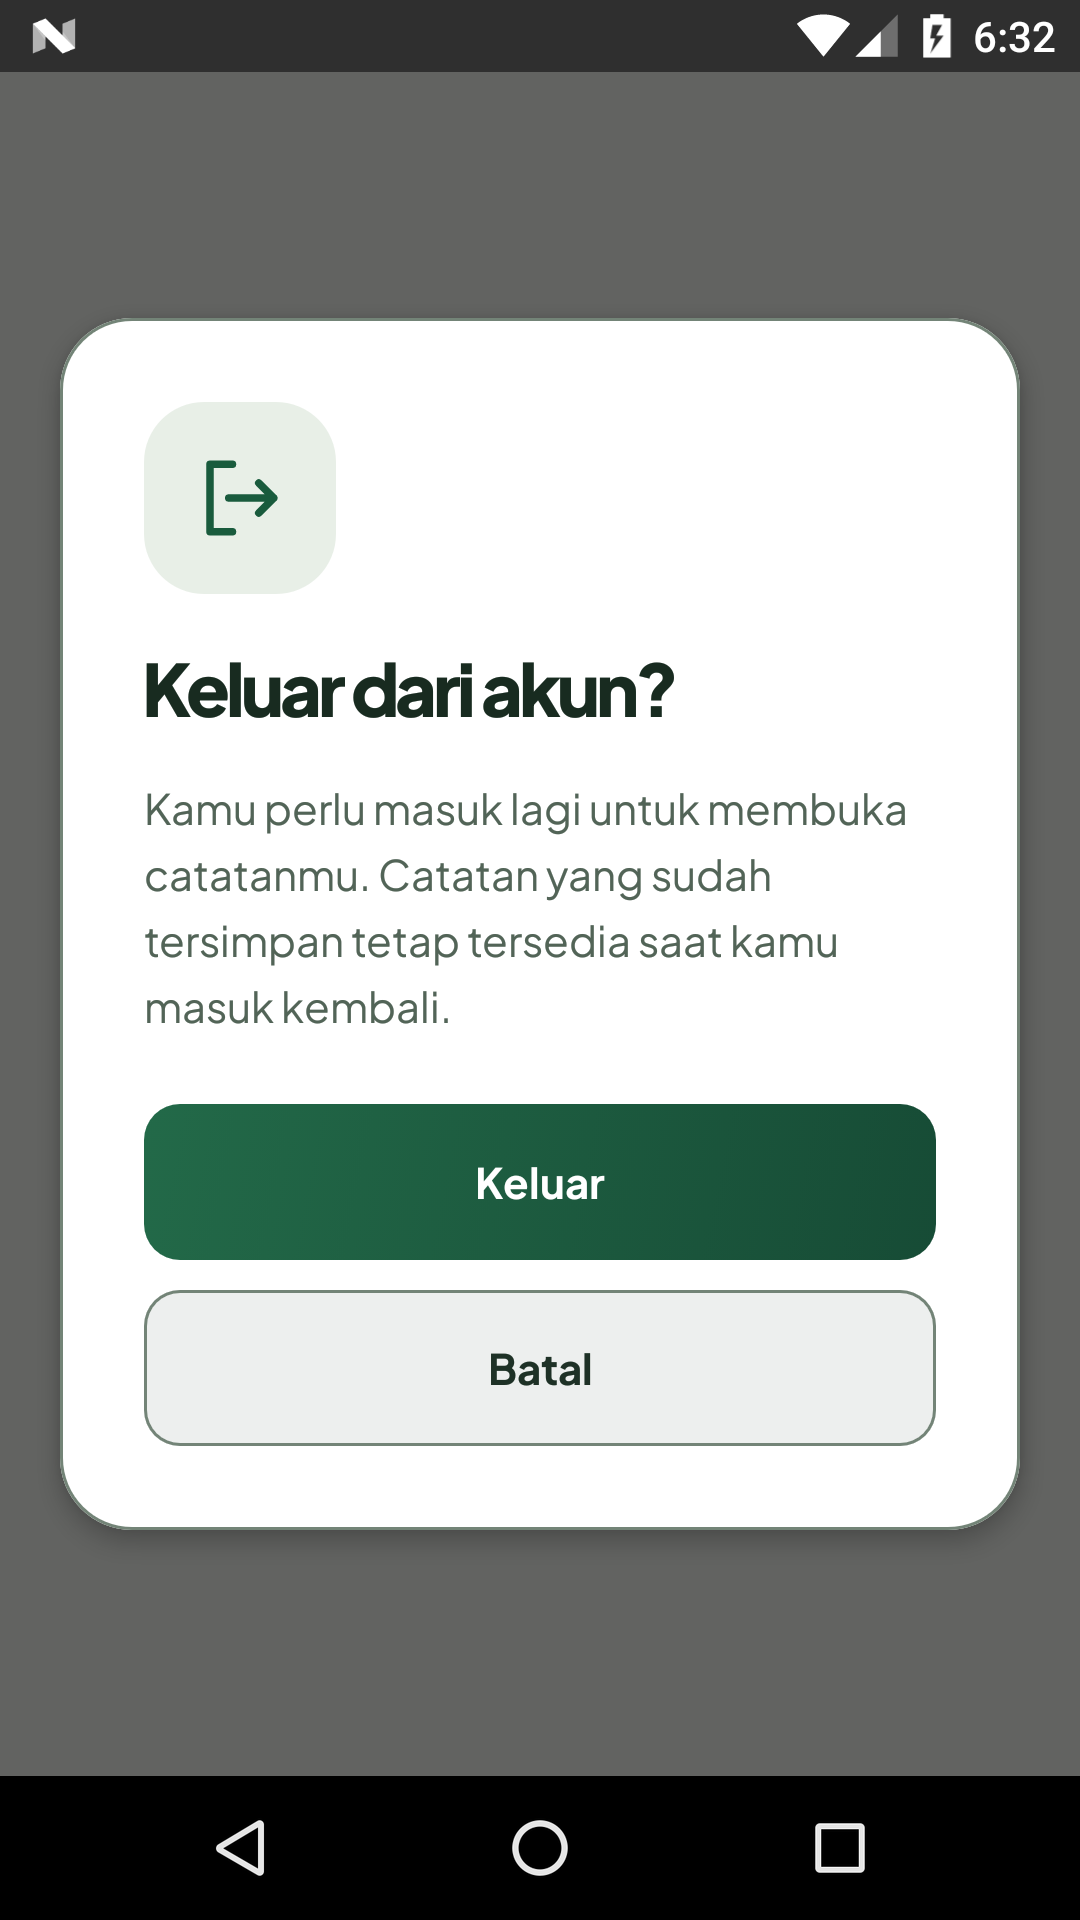 6:32
Keluar dari akun?
Kamu perlu masuk lagi untuk membuka
catatanmu. Catatan yang sudah
tersimpan tetap tersedia saat kamu
masuk kembali.
Keluar
Batal